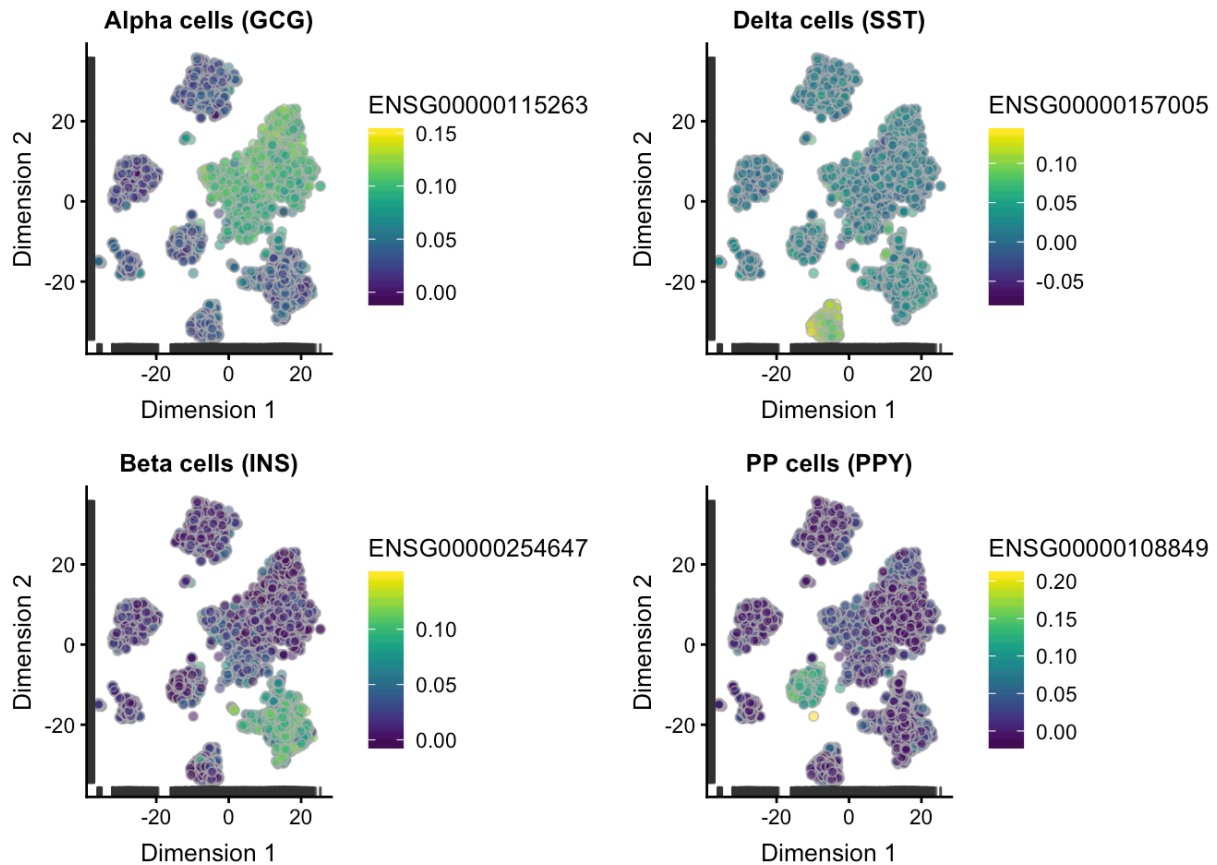 Alpha cells (GCG)
Dimension 2
20
0
-20
-20 0 20
Dimension 1
ENSG00000115263
0.15
0.10
0.05
0.00
Delta cells (SST)
Dimension 2
20
0
-20
-20 0 20
Dimension 1
ENSG00000157005
0.10
0.05
0.00
-0.05
Beta cells (INS)
Dimension 2
20
0
-20
-20 0 20
Dimension 1
ENSG00000254647
0.10
0.05
0.00
PP cells (PPY)
Dimension 2
20
0
-20
-20 0 20
Dimension 1
ENSG00000108849
0.20
0.15
0.10
0.05
0.00